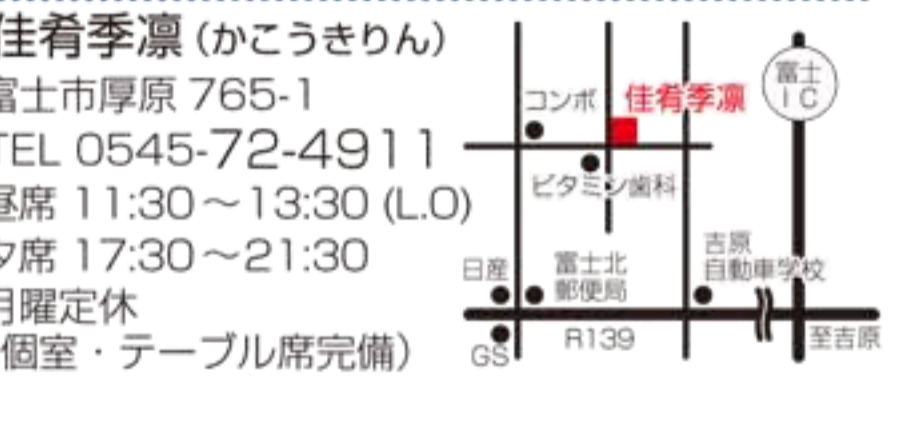 佳肴季凛（かこうきりん）
富士市厚原 765-1
TEL 0545-72-4911
昼席 11:30～13:30 (L.O)
夕席 17:30～21:30
月曜定休
個室・テーブル席完備）
コンボ
佳肴季凛
富士
IC
ビタミン歯科
日産
富士北
郵便局
吉原
自動車学校
GS
R139
至吉原